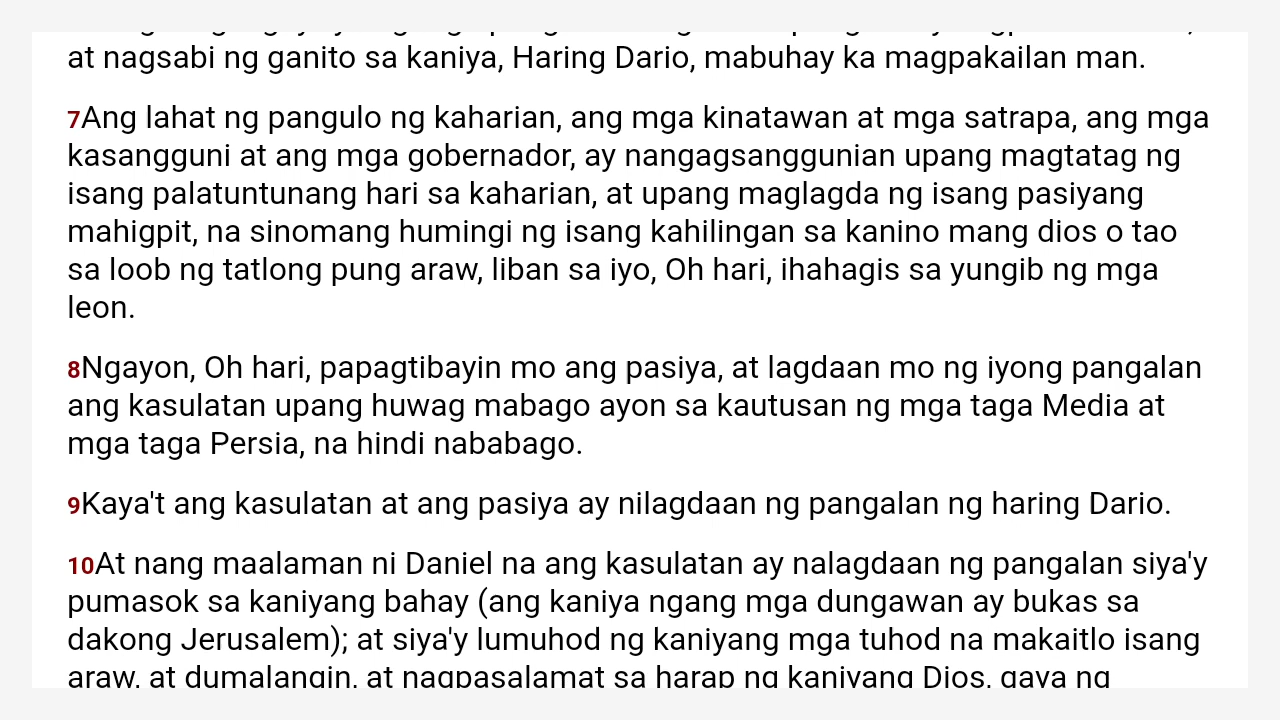 at nagsabi ng ganito sa kaniya, Haring Dario, mabuhay ka magpakailan man.
7Ang lahat ng pangulo ng kaharian, ang mga kinatawan at mga satrapa, ang mga
kasangguni at ang mga gobernador, ay nangagsanggunian upang magtatag ng
isang palatuntunang hari sa kaharian, at upang maglagda ng isang pasiyang
mahigpit, na sinomang humingi ng isang kahilingan sa kanino mang dios o tao
sa loob ng tatlong pung araw, liban sa iyo, Oh hari, ihahagis sa yungib ng mga
leon.
8Ngayon, Oh hari, papagtibayin mo ang pasiya, at lagdaan mo ng iyong pangalan
ang kasulatan upang huwag mabago ayon sa kautusan ng mga taga Media at
mga taga Persia, na hindi nababago.
9Kaya't ang kasulatan at ang pasiya ay nilagdaan ng pangalan ng haring Dario.
10At nang maalaman ni Daniel na ang kasulatan ay nalagdaan ng pangalan siya'y
pumasok sa kaniyang bahay (ang kaniya ngang mga dungawan ay bukas sa
dakong Jerusalem); at siya'y lumuhod ng kaniyang mga tuhod na makaitlo isang
araw, at dumalangin, at nagpasalamat sa harap ng kaniyang Dios, gaya ng